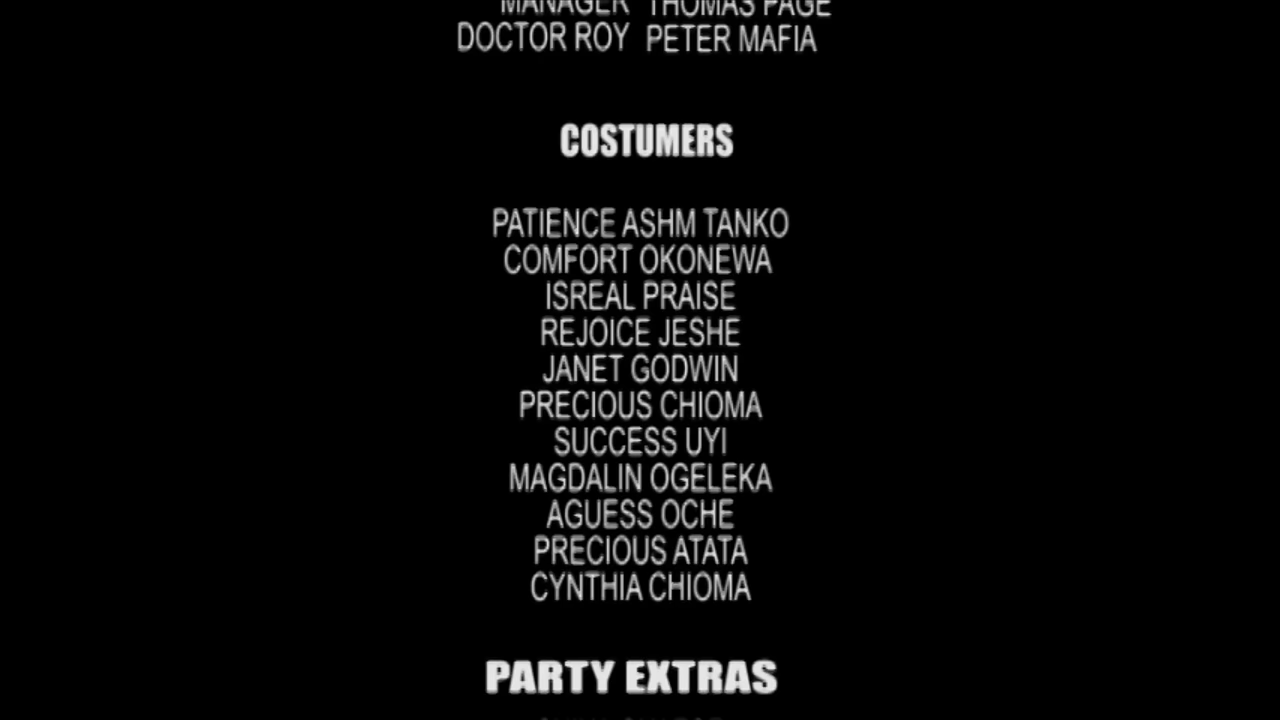 MANAGER THOMAS PAGE
DOCTOR ROY PETER MAFIA
COSTUMERS
PATIENCE ASHM TANKO
COMFORT OKONEWA
ISREAL PRAISE
REJOICE JESHE
JANET GODWIN
PRECIOUS CHIOMA
SUCCESS UYI
MAGDALIN OGELEKA
AGUESS OCHE
PRECIOUS ATATA
CYNTHIA CHIOMA
PARTY EXTRAS